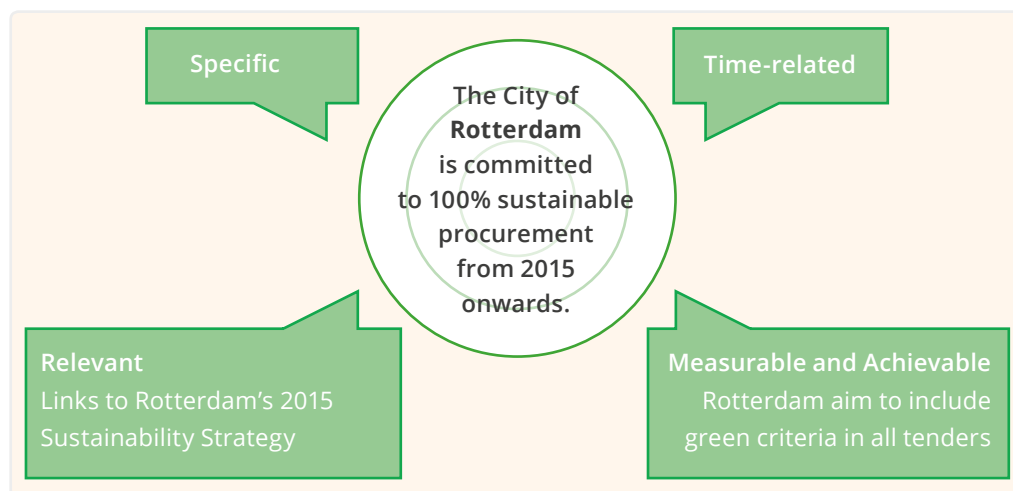 Specific
Time-related
The City of
Rotterdam
is committed
to 100% sustainable
procurement
from 2015
onwards.
Relevant
Links to Rotterdam's 2015
Sustainability Strategy
Measurable and Achievable
Rotterdam aim to include
green criteria in all tenders